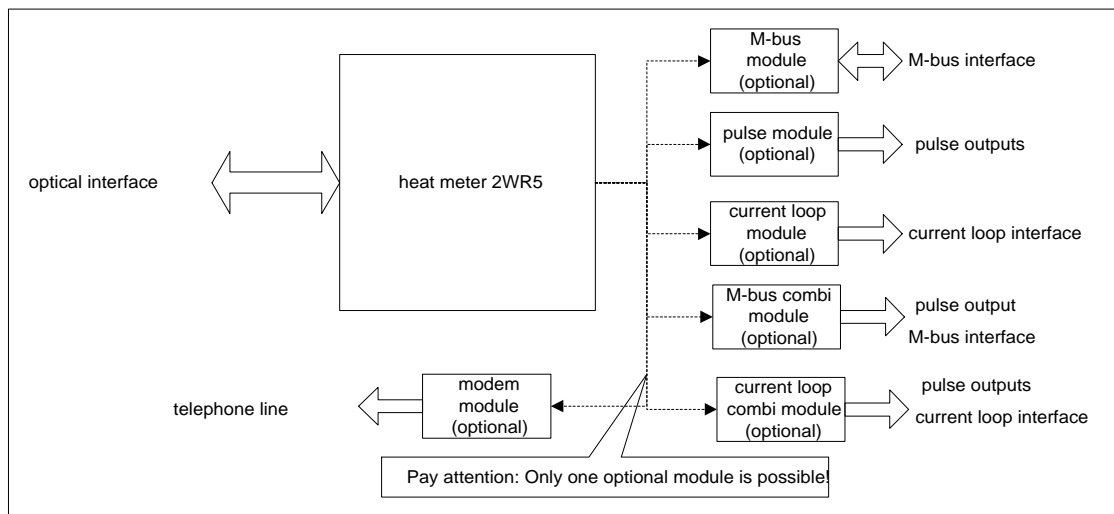 M-bus
module
(optional)
M-bus interface
pulse module
(optional)
pulse outputs
optical interface
heat meter 2WR5
current loop
module
(optional)
current loop interface
M-bus combi
module
(optional)
pulse output
M-bus interface
telephone line
modem
module
(optional)
current loop
combi module
(optional)
pulse outputs
current loop interface
Pay attention: Only one optional module is possible!